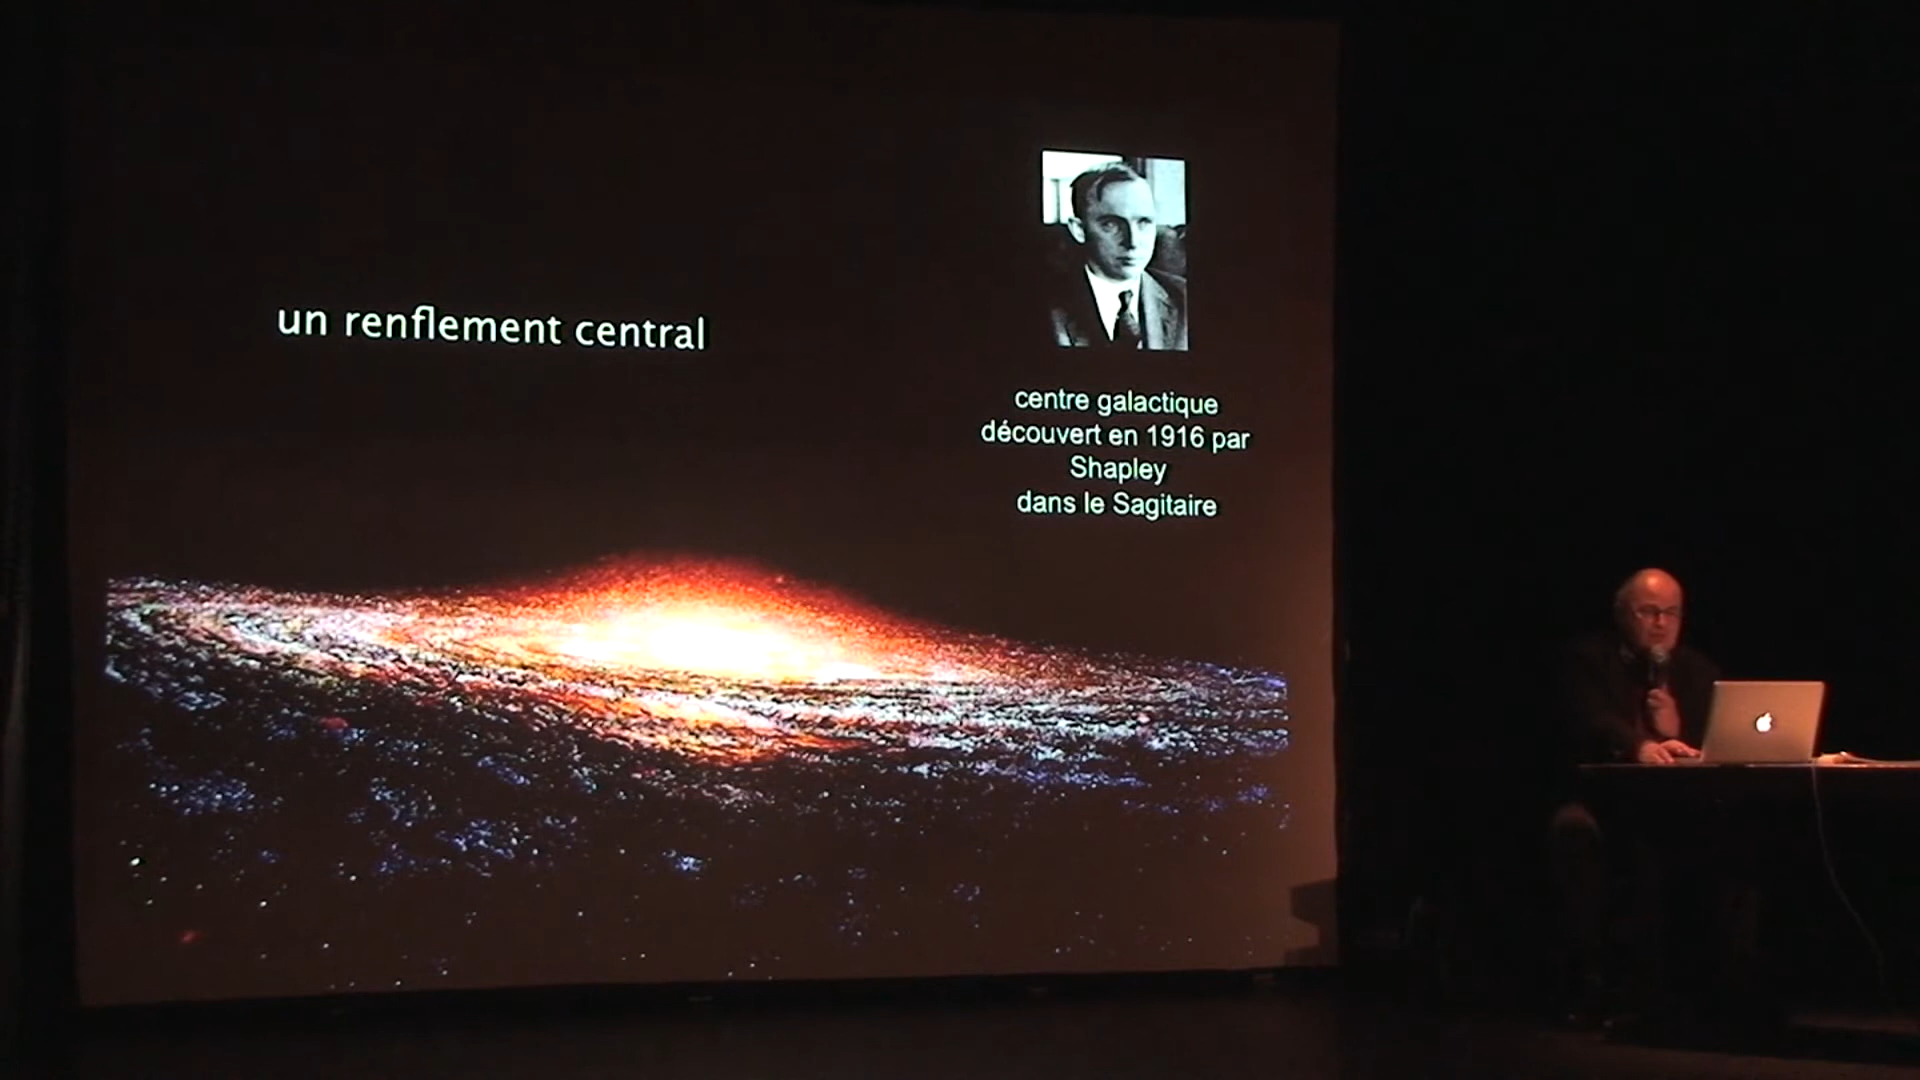 un renflement central
centre galactique
découvert en 1916 par
Shapley
dans le Sagitaire